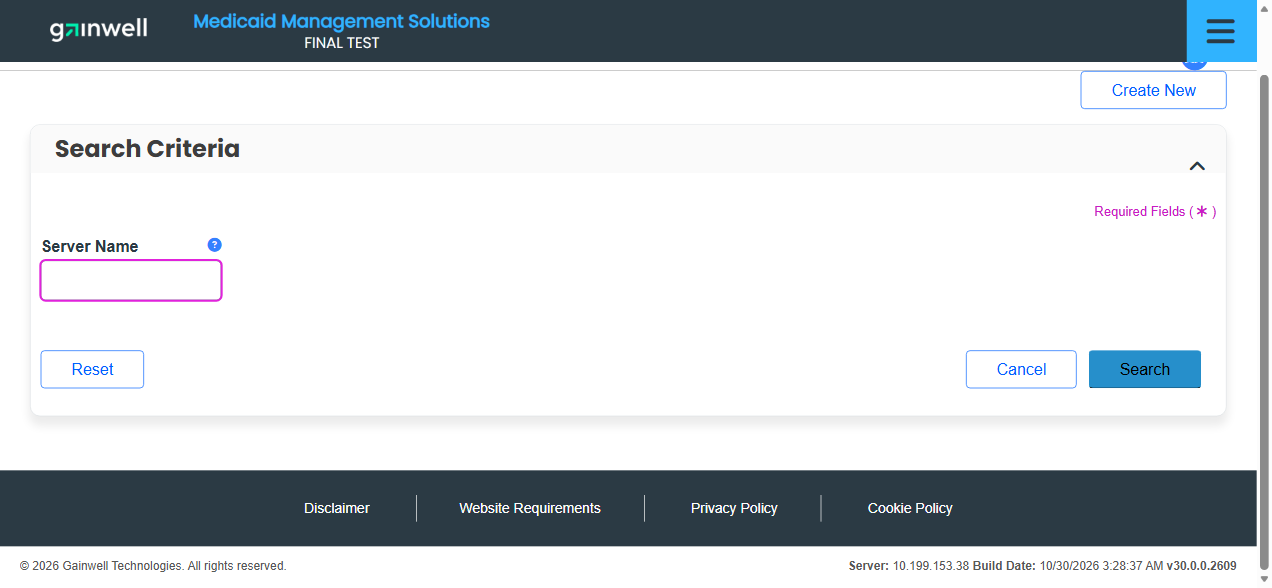 gainwell
Medicaid Management Solutions
FINAL TEST
Create New
Search Criteria
Required Fields ( * )
Server Name ?
Reset
Cancel
Search
Disclaimer
Website Requirements
Privacy Policy
Cookie Policy
© 2026 Gainwell Technologies. All rights reserved.
Server: 10.199.153.38 Build Date: 10/30/2026 3:28:37 AM v30.0.0.2609